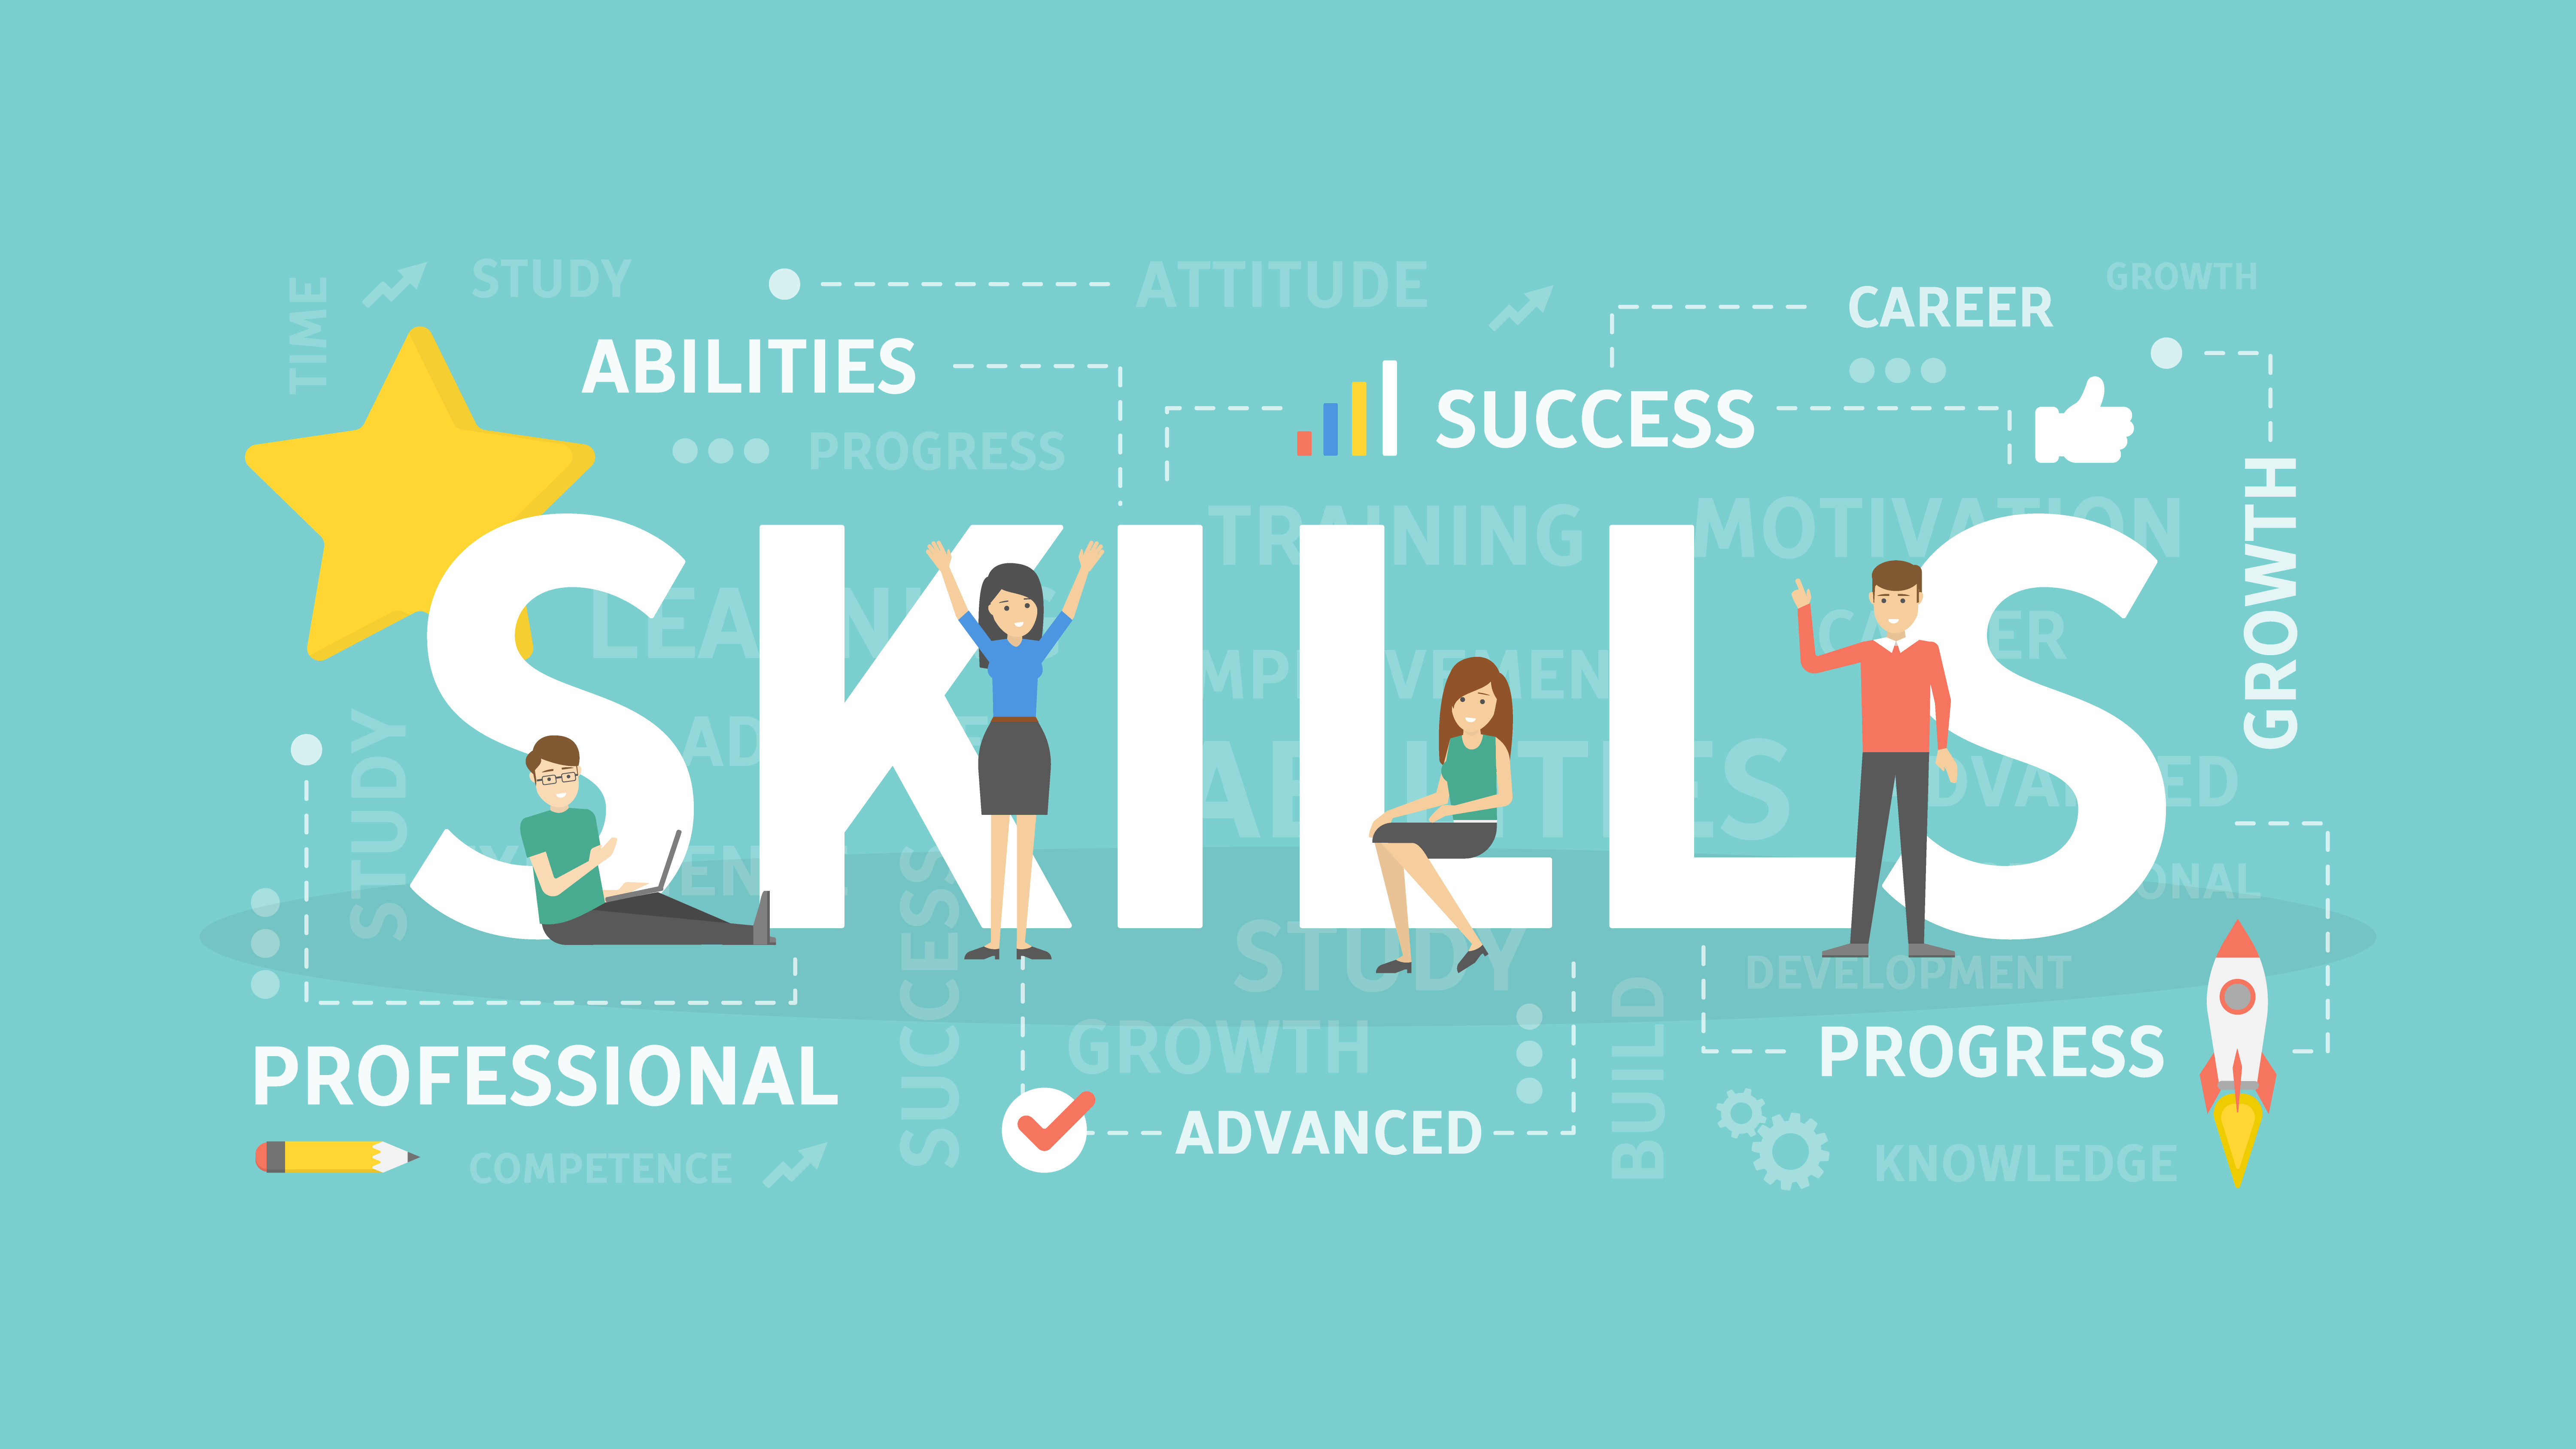 TIME
STUDY
ATTITUDE
CAREER
GROWTH
ABILITIES
SUCCESS
PROGRESS
GROWTH
TRAINING
MOTIVATION
SKILLS
ABILITIES
STUDY
SUCCESS
STUDY
DEVELOPMENT
GROWTH
BUILD
PROGRESS
PROFESSIONAL
ADVANCED
COMPETENCE
KNOWLEDGE